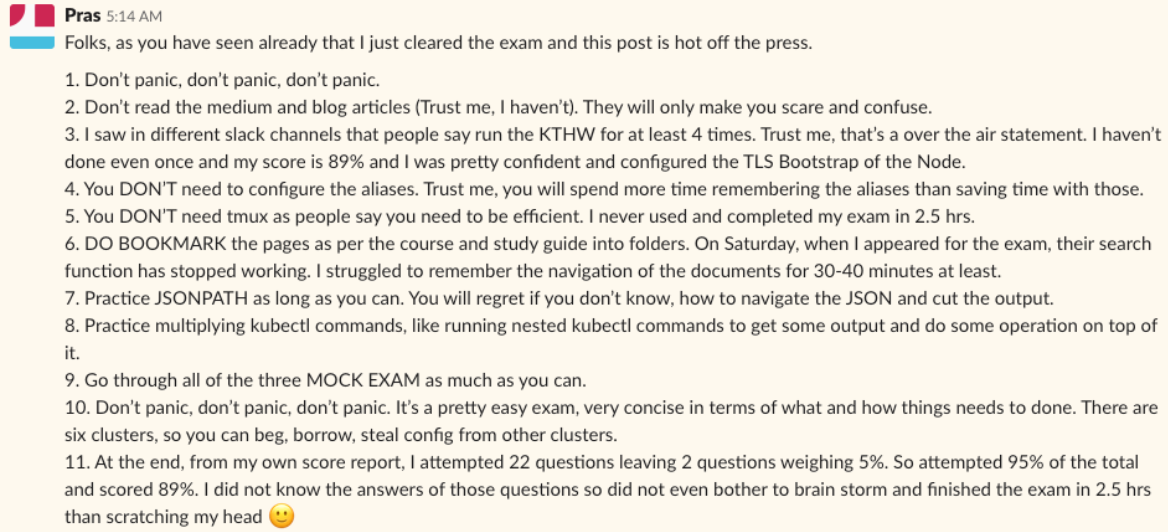 Pras 5:14 AM
Folks, as you have seen already that I just cleared the exam and this post is hot off the press.
1. Don't panic, don't panic, don't panic.
2. Don't read the medium and blog articles (Trust me, I haven't). They will only make you scare and confuse.
3. I saw in different slack channels that people say run the KTHW for at least 4 times. Trust me, that's a over the air statement. I haven't
done even once and my score is 89% and I was pretty confident and configured the TLS Bootstrap of the Node.
4. You DON'T need to configure the aliases. Trust me, you will spend more time remembering the aliases than saving time with those.
5. You DON'T need tmux as people say you need to be efficient. I never used and completed my exam in 2.5 hrs.
6. DO BOOKMARK the pages as per the course and study guide into folders. On Saturday, when I appeared for the exam, their search
function has stopped working. I struggled to remember the navigation of the documents for 30-40 minutes at least.
7. Practice JSONPATH as long as you can. You will regret if you don't know, how to navigate the JSON and cut the output.
8. Practice multiplying kubectl commands, like running nested kubectl commands to get some output and do some operation on top of
it.
9. Go through all of the three MOCK EXAM as much as you can.
10. Don't panic, don't panic, don't panic. It's a pretty easy exam, very concise in terms of what and how things needs to done. There are
six clusters, so you can beg, borrow, steal config from other clusters.
11. At the end, from my own score report, I attempted 22 questions leaving 2 questions weighing 5%. So attempted 95% of the total
and scored 89%. I did not know the answers of those questions so did not even bother to brain storm and finished the exam in 2.5 hrs
than scratching my head 🙂